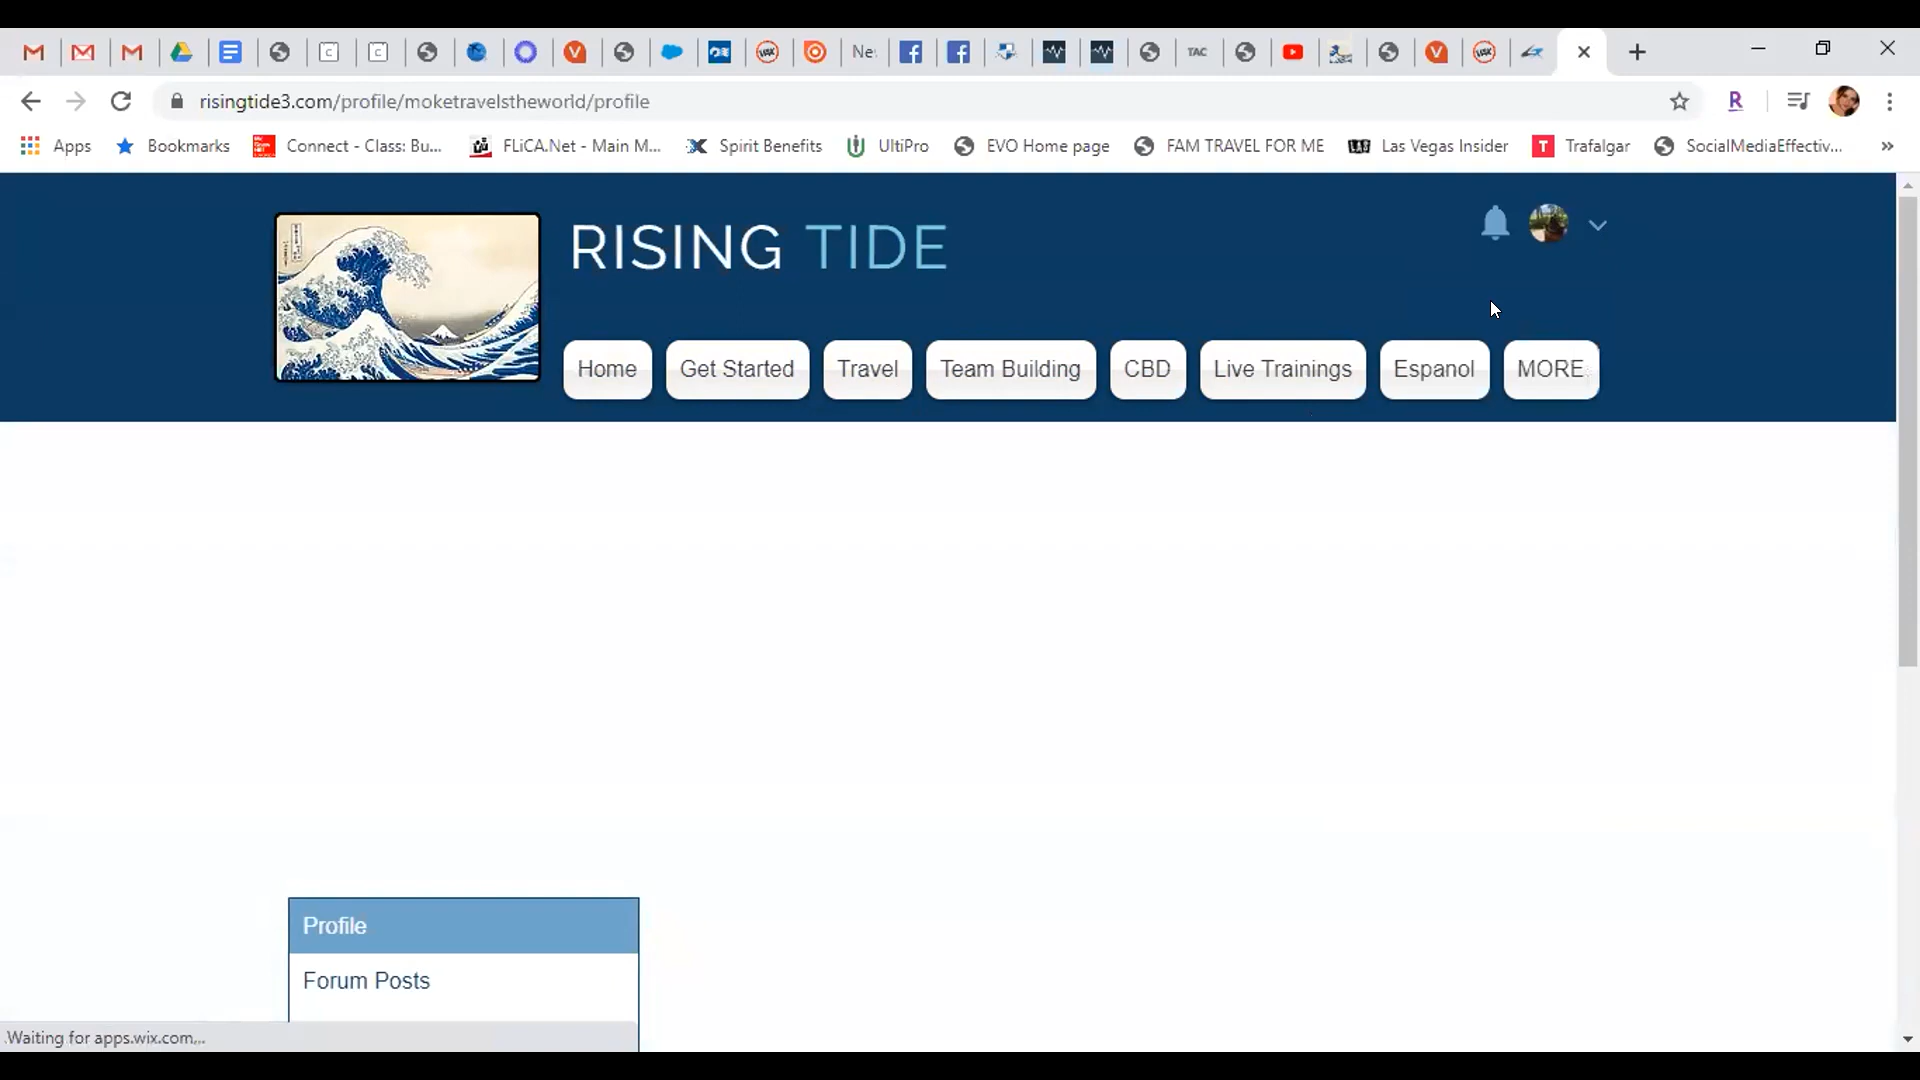 Ne
TAC
risingtide3.com/profile/moketravelstheworld/profile
Apps
Bookmarks
Connect - Class: Bu...
FLiCA.Net - Main M...
Spirit Benefits
UltiPro
EVO Home page
FAM TRAVEL FOR ME
Las Vegas Insider
Trafalgar
SocialMediaEffectiv...
RISING TIDE
Home
Get Started
Travel
Team Building
CBD
Live Trainings
Espanol
MORE
Profile
Forum Posts
Waiting for apps.wix.com...